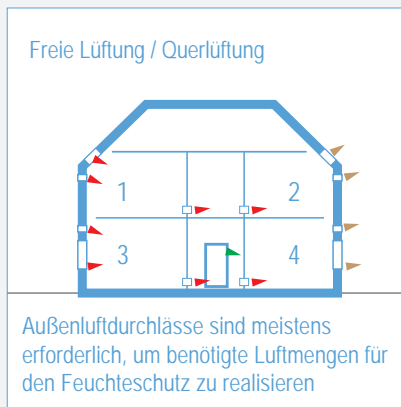 Freie Lüftung / Querlüftung
1
2
3
4
Außenluftdurchlässe sind meistens
erforderlich, um benötigte Luftmengen für
den Feuchteschutz zu realisieren